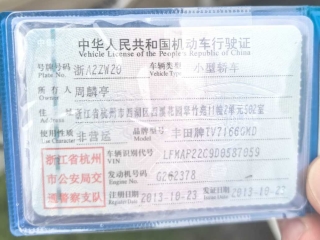 中华人民共和国机动车行驶证
Vehicle License of the People's Republic of China
号牌号码 浙A2ZW20 车辆类型 小型轿车
Plate No. Vehicle Type
所有人 周麟亭
Owner
住址 浙江省杭州市西湖区
Address
使用性质 非营运 品牌型号 丰田牌TV7166GMD
Use Character Model
浙江省杭州市公安局交通警察支队
车辆识别代号 LFMAP22C9D0587059
VIN
发动机号码 G262378
Engine No.
注册日期 2013-10-23 发证日期 2013-10-23
Register Date Issue Date